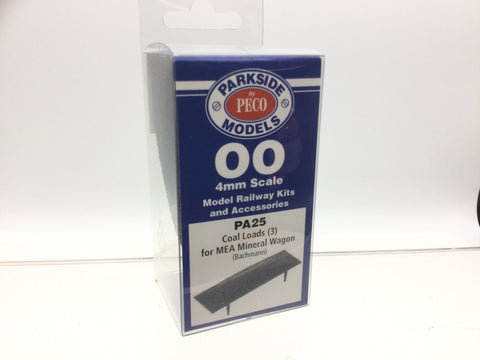 PARKSIDE
by
PECO
MODELS
OO
4mm Scale
Model Railway Kits
and Accessories
PA25
Coal Loads (3)
for MEA Mineral Wagon
(Bachmann)